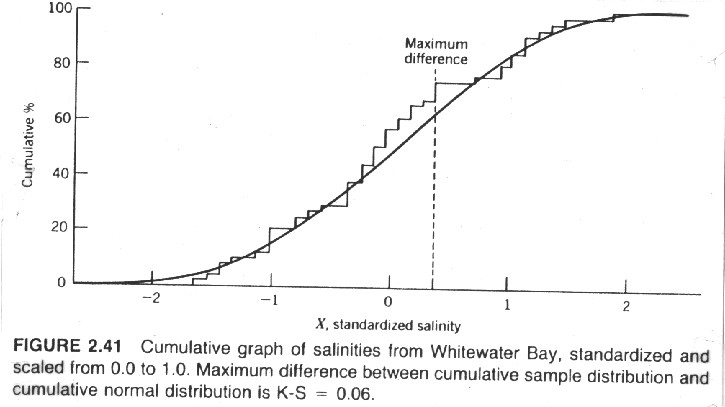 100
80
60
40
20
0
Cumulative %
Maximum
difference
−2
−1
0
1
2
X, standardized salinity
FIGURE 2.41 Cumulative graph of salinities from Whitewater Bay, standardized and
scaled from 0.0 to 1.0. Maximum difference between cumulative sample distribution and
cumulative normal distribution is K-S = 0.06.